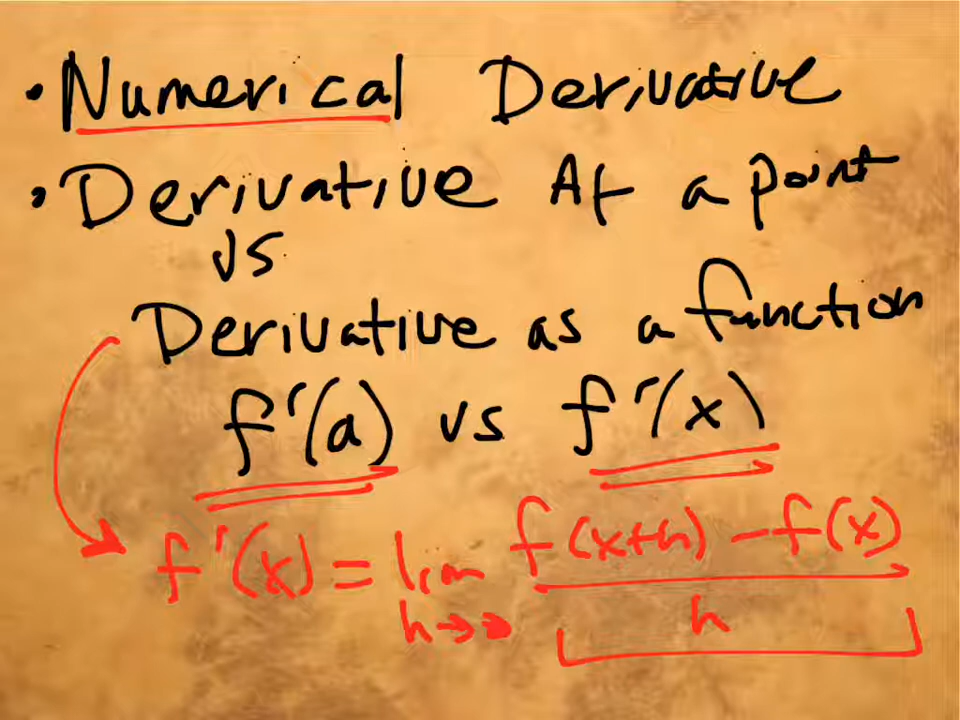 • Numerical Derivative
• Derivative At a point
vs
Derivative as a function
f'(a) vs f'(x)
f'(x) = lim f(x+h) - f(x)
h→0 h